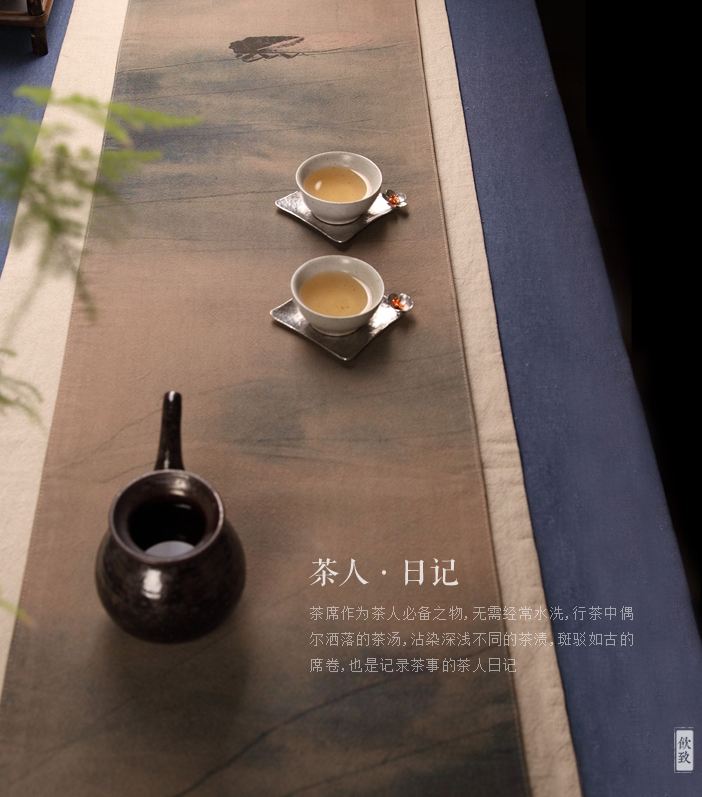 茶人·日记
茶席作为茶人必备之物,无需经常水洗,行茶中偶
尔洒落的茶汤,沾染深浅不同的茶渍,斑驳如古的
席卷,也是记录茶事的茶人日记
饮致